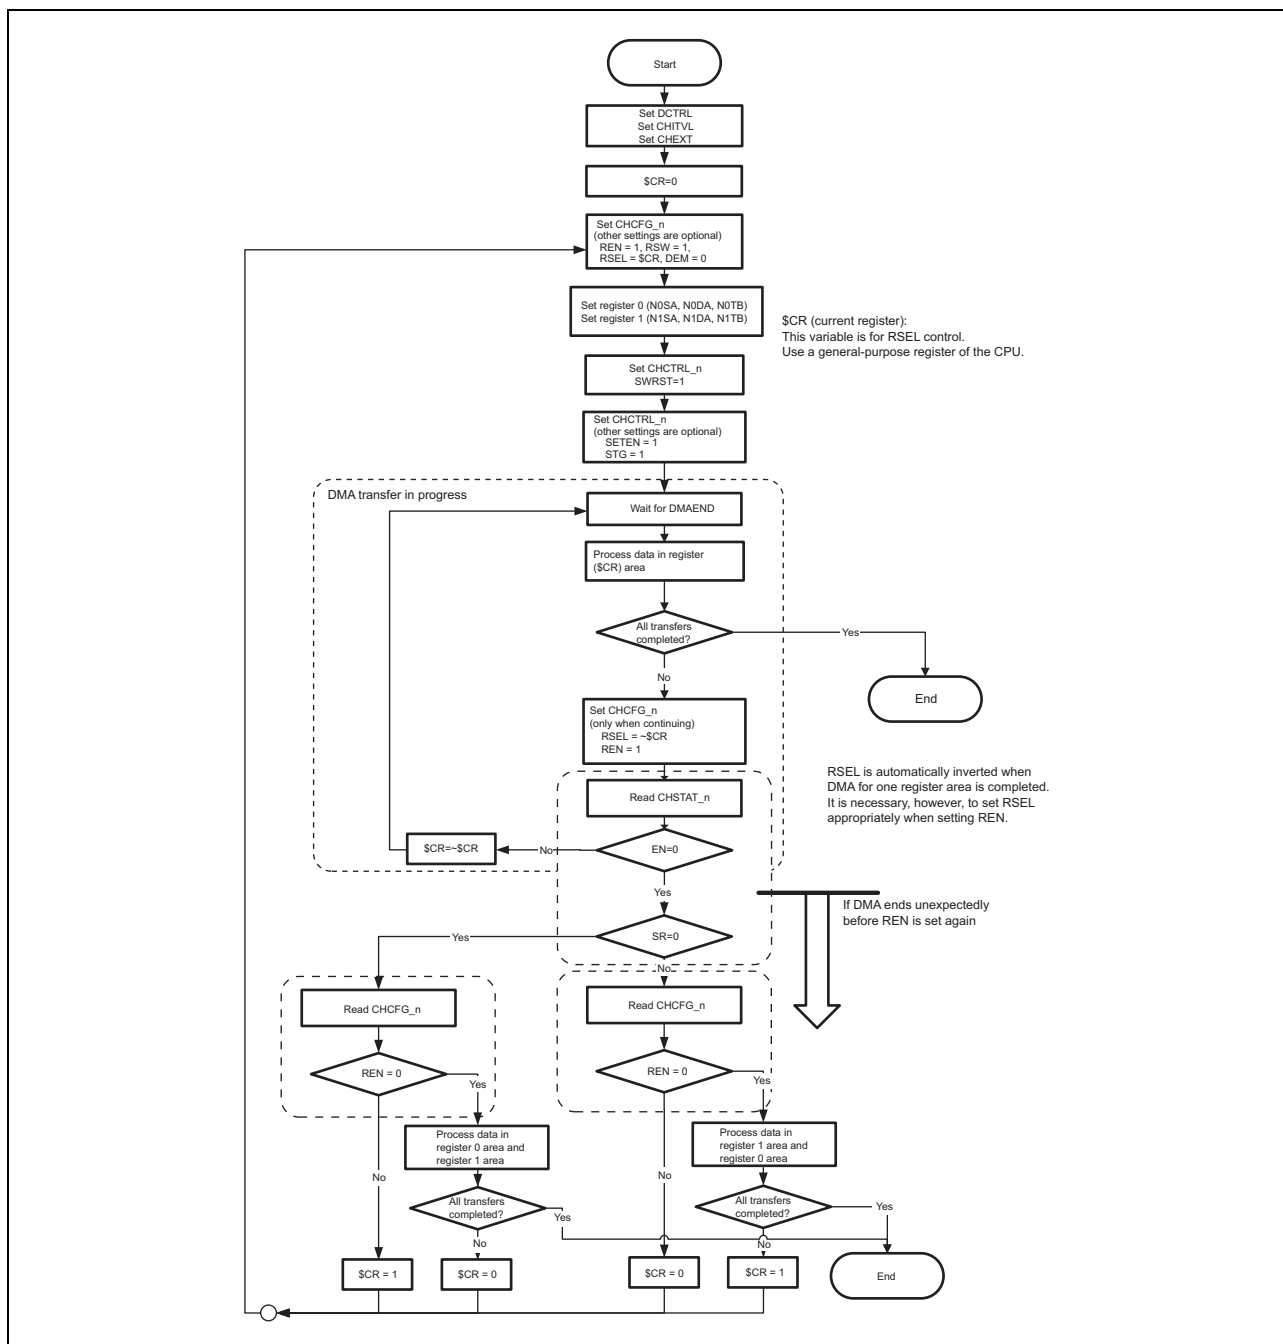 Start
Set DCTRL
Set CHITVL
Set CHEXT
$CR=0
Set CHCFG_n
(other settings are optional)
REN = 1, RSW = 1,
RSEL = $CR, DEM = 0
Set register 0 (N0SA, N0DA, N0TB)
Set register 1 (N1SA, N1DA, N1TB)
$CR (current register):
This variable is for RSEL control.
Use a general-purpose register of the CPU.
Set CHCTRL_n
SWRST=1
Set CHCTRL_n
(other settings are optional)
SETEN = 1
STG = 1
DMA transfer in progress
Wait for DMAEND
Process data in register
($CR) area
All transfers
completed?
Yes
No
End
Set CHCFG_n
(only when continuing)
RSEL = ~$CR
REN = 1
RSEL is automatically inverted when
DMA for one register area is completed.
It is necessary, however, to set RSEL
appropriately when setting REN.
Read CHSTAT_n
$CR=~$CR
No
EN=0
Yes
If DMA ends unexpectedly
before REN is set again
Yes
SR=0
No
Read CHCFG_n
Read CHCFG_n
REN = 0
Yes
REN = 0
Yes
Process data in
register 0 area and
register 1 area
Process data in
register 1 area and
register 0 area
No
No
All transfers
completed?
Yes
All transfers
completed?
Yes
No
No
$CR = 1
$CR = 0
$CR = 0
$CR = 1
End